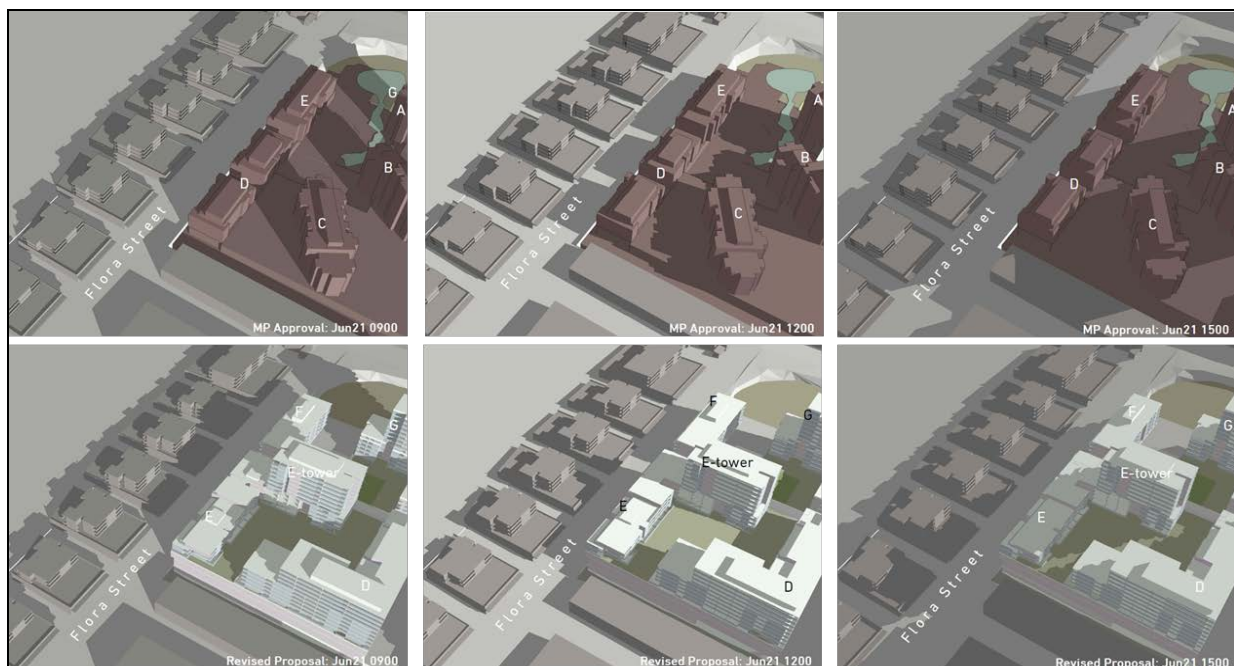 G
A
E
B
D
C
Flora Street
MP Approval: Jun21 0900
E
A
B
D
C
Flora Street
MP Approval: Jun21 1200
E
A
B
D
C
Flora Street
MP Approval: Jun21 1500
F
G
E-tower
E
D
Flora Street
Revised Proposal: Jun21 0900
F
G
E-tower
E
D
Flora Street
Revised Proposal: Jun21 1200
F
G
E-tower
E
D
Flora Street
Revised Proposal: Jun21 1500